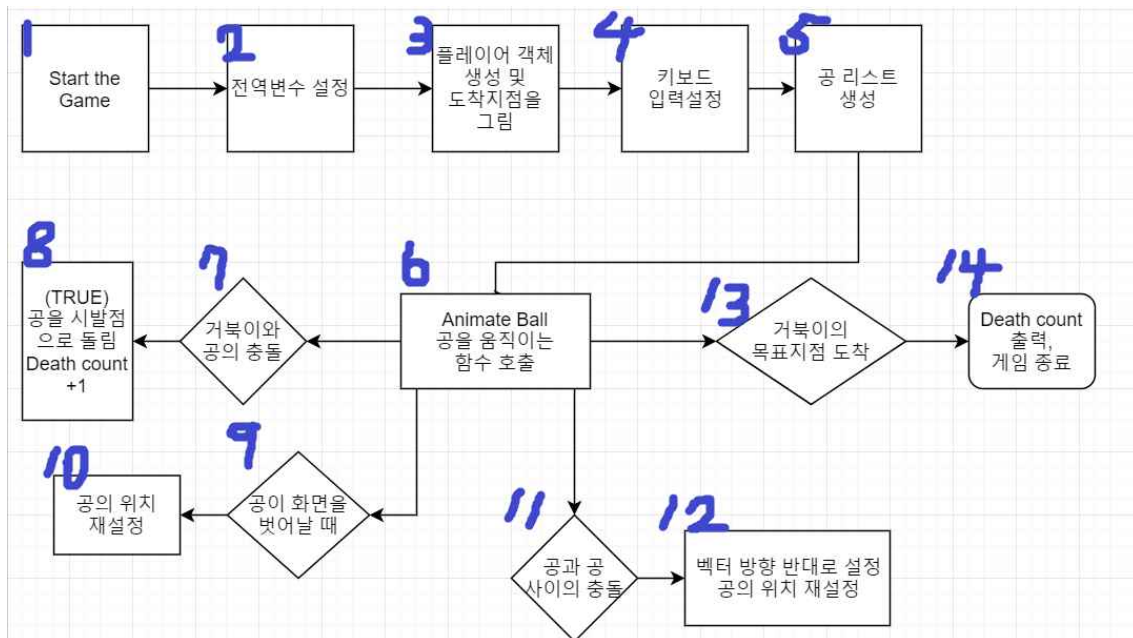 1
Start the
Game
2
전역변수 설정
3
플레이어 객체
생성 및
도착지점을
그림
4
키보드
입력설정
5
공 리스트
생성
6
Animate Ball
공을 움직이는
함수 호출
7
거북이와
공의 충돌
8
(TRUE)
공을 시발점
으로 돌림
Death count
+1
9
공이 화면을
벗어날 때
10
공의 위치
재설정
11
공과 공
사이의 충돌
12
벡터 방향 반대로 설정
공의 위치 재설정
13
거북이의
목표지점 도착
14
Death count
출력,
게임 종료